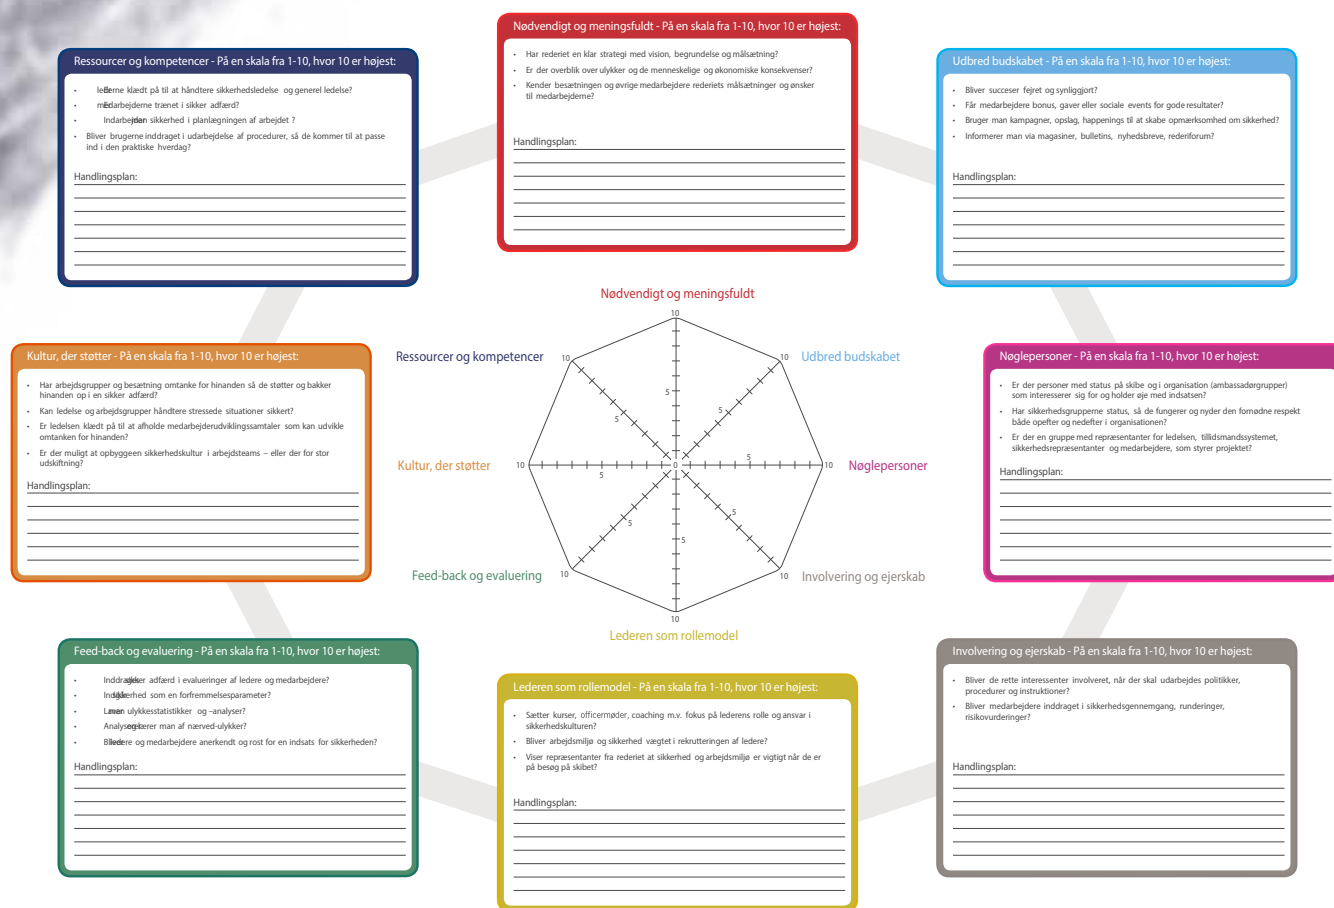 Nødvendigt og meningsfuldt - På en skala fra 1-10, hvor 10 er højest:
• Har rederiet en klar strategi med vision, begrundelse og målsætning?
• Er der overblik over ulykker og de menneskelige og økonomiske konsekvenser?
• Kender besætningen og øvrige medarbejdere rederiets målsætninger og ønsker
til medarbejderne?
Handlingsplan:
Ressourcer og kompetencer - På en skala fra 1-10, hvor 10 er højest:
• klædt på til at håndtere sikkerhedsledelse og generel ledelse?
• trænet i sikker adfærd?
• sikkerhed i planlægningen af arbejdet ?
• Bliver brugerne inddraget i udarbejdelse af procedurer, så de kommer til at passe
ind i den praktiske hverdag?
Handlingsplan:
Udbred budskabet - På en skala fra 1-10, hvor 10 er højest:
• Bliver succeser fejret og synliggjort?
• Får medarbejdere bonus, gaver eller sociale events for gode resultater?
• Bruger man kampagner, opslag, happenings til at skabe opmærksomhed om sikkerhed?
• Informerer man via magasiner, bulletins, nyhedsbreve, rederiforum?
Handlingsplan:
Kultur, der støtter - På en skala fra 1-10, hvor 10 er højest:
• Har arbejdsgrupper og besætning omtanke for hinanden så de støtter og bakker
hinanden op i en sikker adfærd?
• Kan ledelse og arbejdsgrupper håndtere stressede situationer sikkert?
• Er ledelsen klædt på til at afholde medarbejderudviklingssamtaler som kan udvikle
omtanken for hinanden?
• Er der muligt at opbyggeen sikkerhedskultur i arbejdsteams – eller der for stor
udskiftning?
Handlingsplan:
Nødvendigt og meningsfuldt
Ressourcer og kompetencer
Udbred budskabet
Kultur, der støtter
Nøglepersoner
Feed-back og evaluering
Involvering og ejerskab
Lederen som rollemodel
10
10
10
5
5
5
10
0
5
10
5
5
5
5
10
10
10
Nøglepersoner - På en skala fra 1-10, hvor 10 er højest:
• Er der personer med status på skibe og i organisation (ambassadørgrupper)
som interesserer sig for og holder øje med indsatsen?
• Har sikkerhedsgrupperne status, så de fungerer og nyder den fornødne respekt
både opefter og nedefter i organisationen?
• Er der en gruppe med repræsentanter for ledelsen, tillidsmandssystemet,
sikkerhedsrepræsentanter og medarbejdere, som styrer projektet?
Handlingsplan:
Feed-back og evaluering - På en skala fra 1-10, hvor 10 er højest:
• adfærd i evalueringer af ledere og medarbejdere?
• som en forfremmelsesparameter?
• ulykkesstatistikker og –analyser?
• man af nærved-ulykker?
• og medarbejdere anerkendt og rost for en indsats for sikkerheden?
Handlingsplan:
Lederen som rollemodel - På en skala fra 1-10, hvor 10 er højest:
• Sætter kurser, officermøder, coaching m.v. fokus på lederens rolle og ansvar i
sikkerhedskulturen?
• Bliver arbejdsmiljø og sikkerhed vægtet i rekrutteringen af ledere?
• Viser repræsentanter fra rederiet at sikkerhed og arbejdsmiljø er vigtigt når de er
på besøg på skibet?
Handlingsplan:
Involvering og ejerskab - På en skala fra 1-10, hvor 10 er højest:
• Bliver de rette interessenter involveret, når der skal udarbejdes politikker,
procedurer og instruktioner?
• Bliver medarbejdere inddraget i sikkerhedsgennemgang, runderinger,
risikovurderinger?
Handlingsplan: